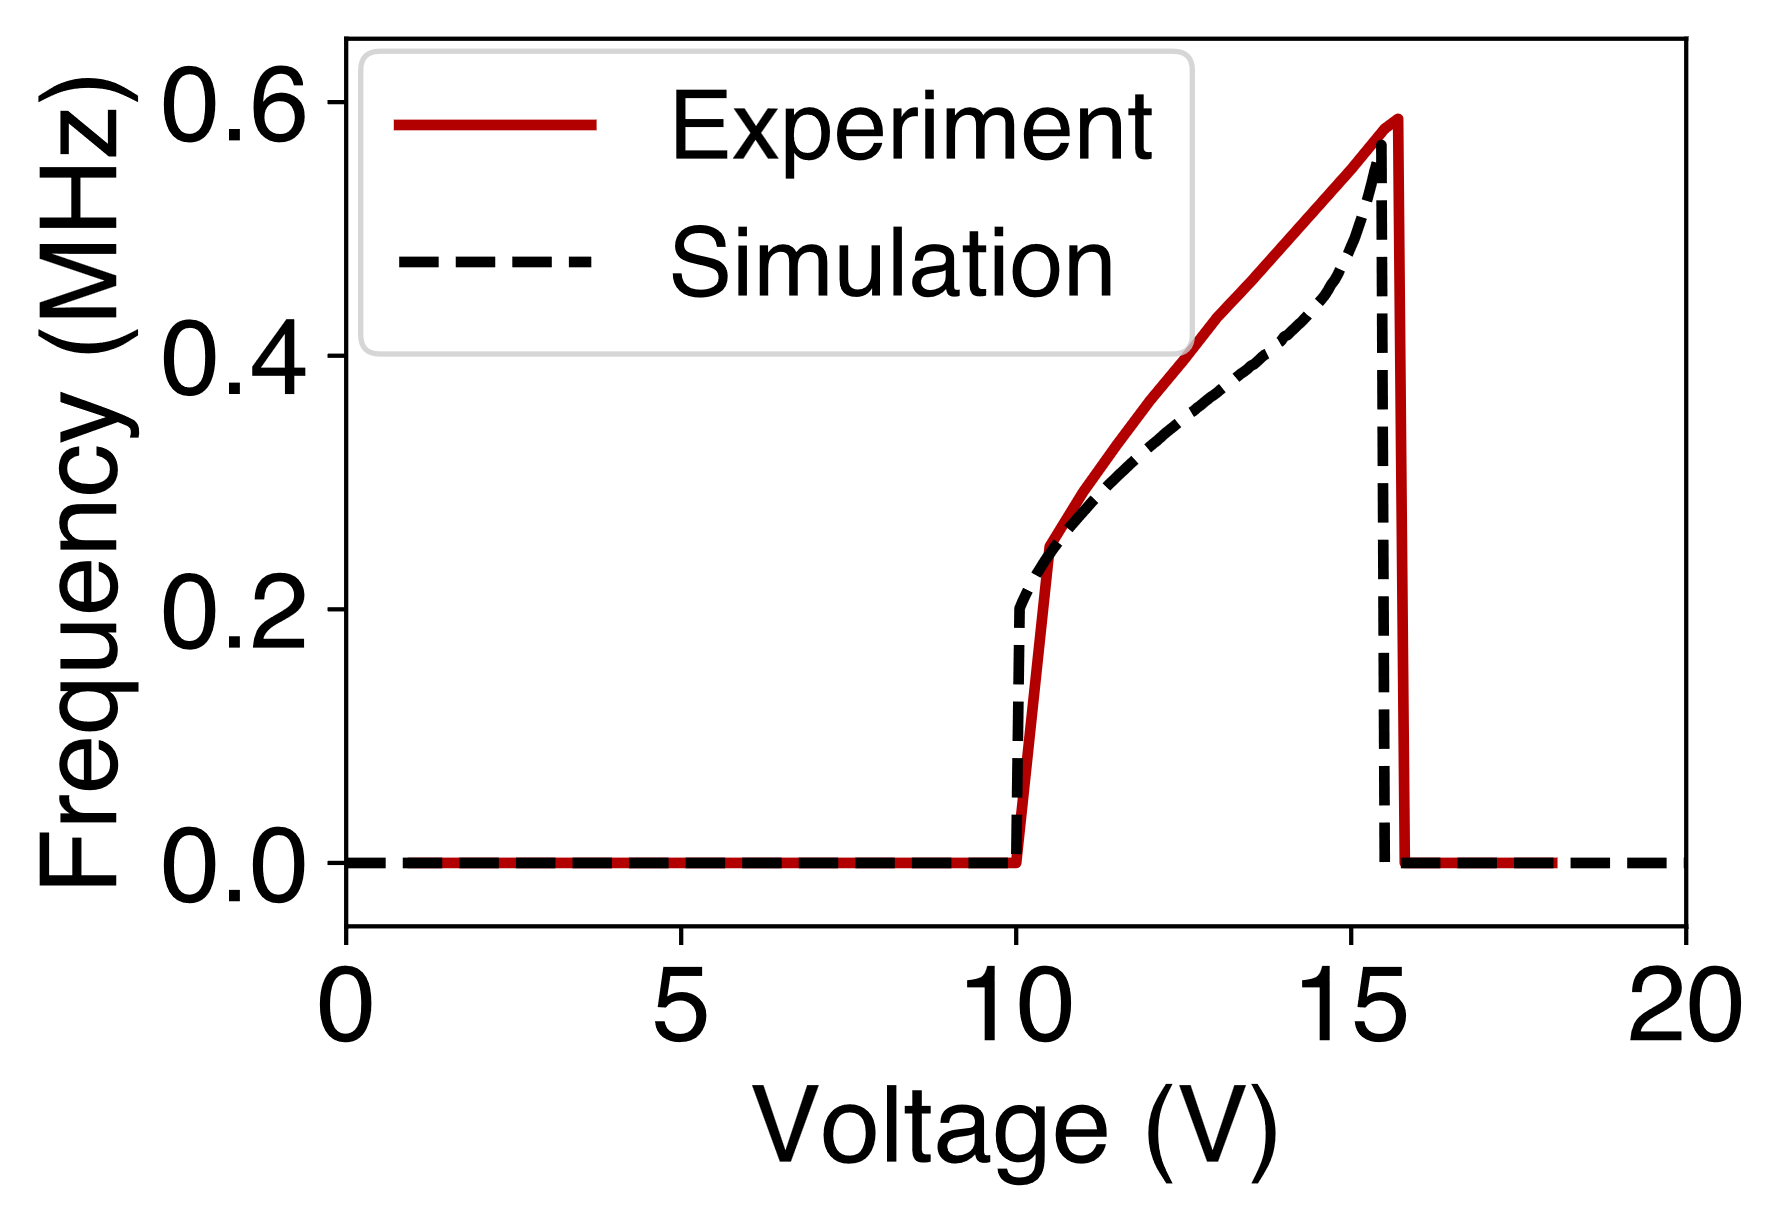 Frequency (MHz)
0.6
0.4
0.2
0.0
Experiment
Simulation
0 5 10 15 20
Voltage (V)